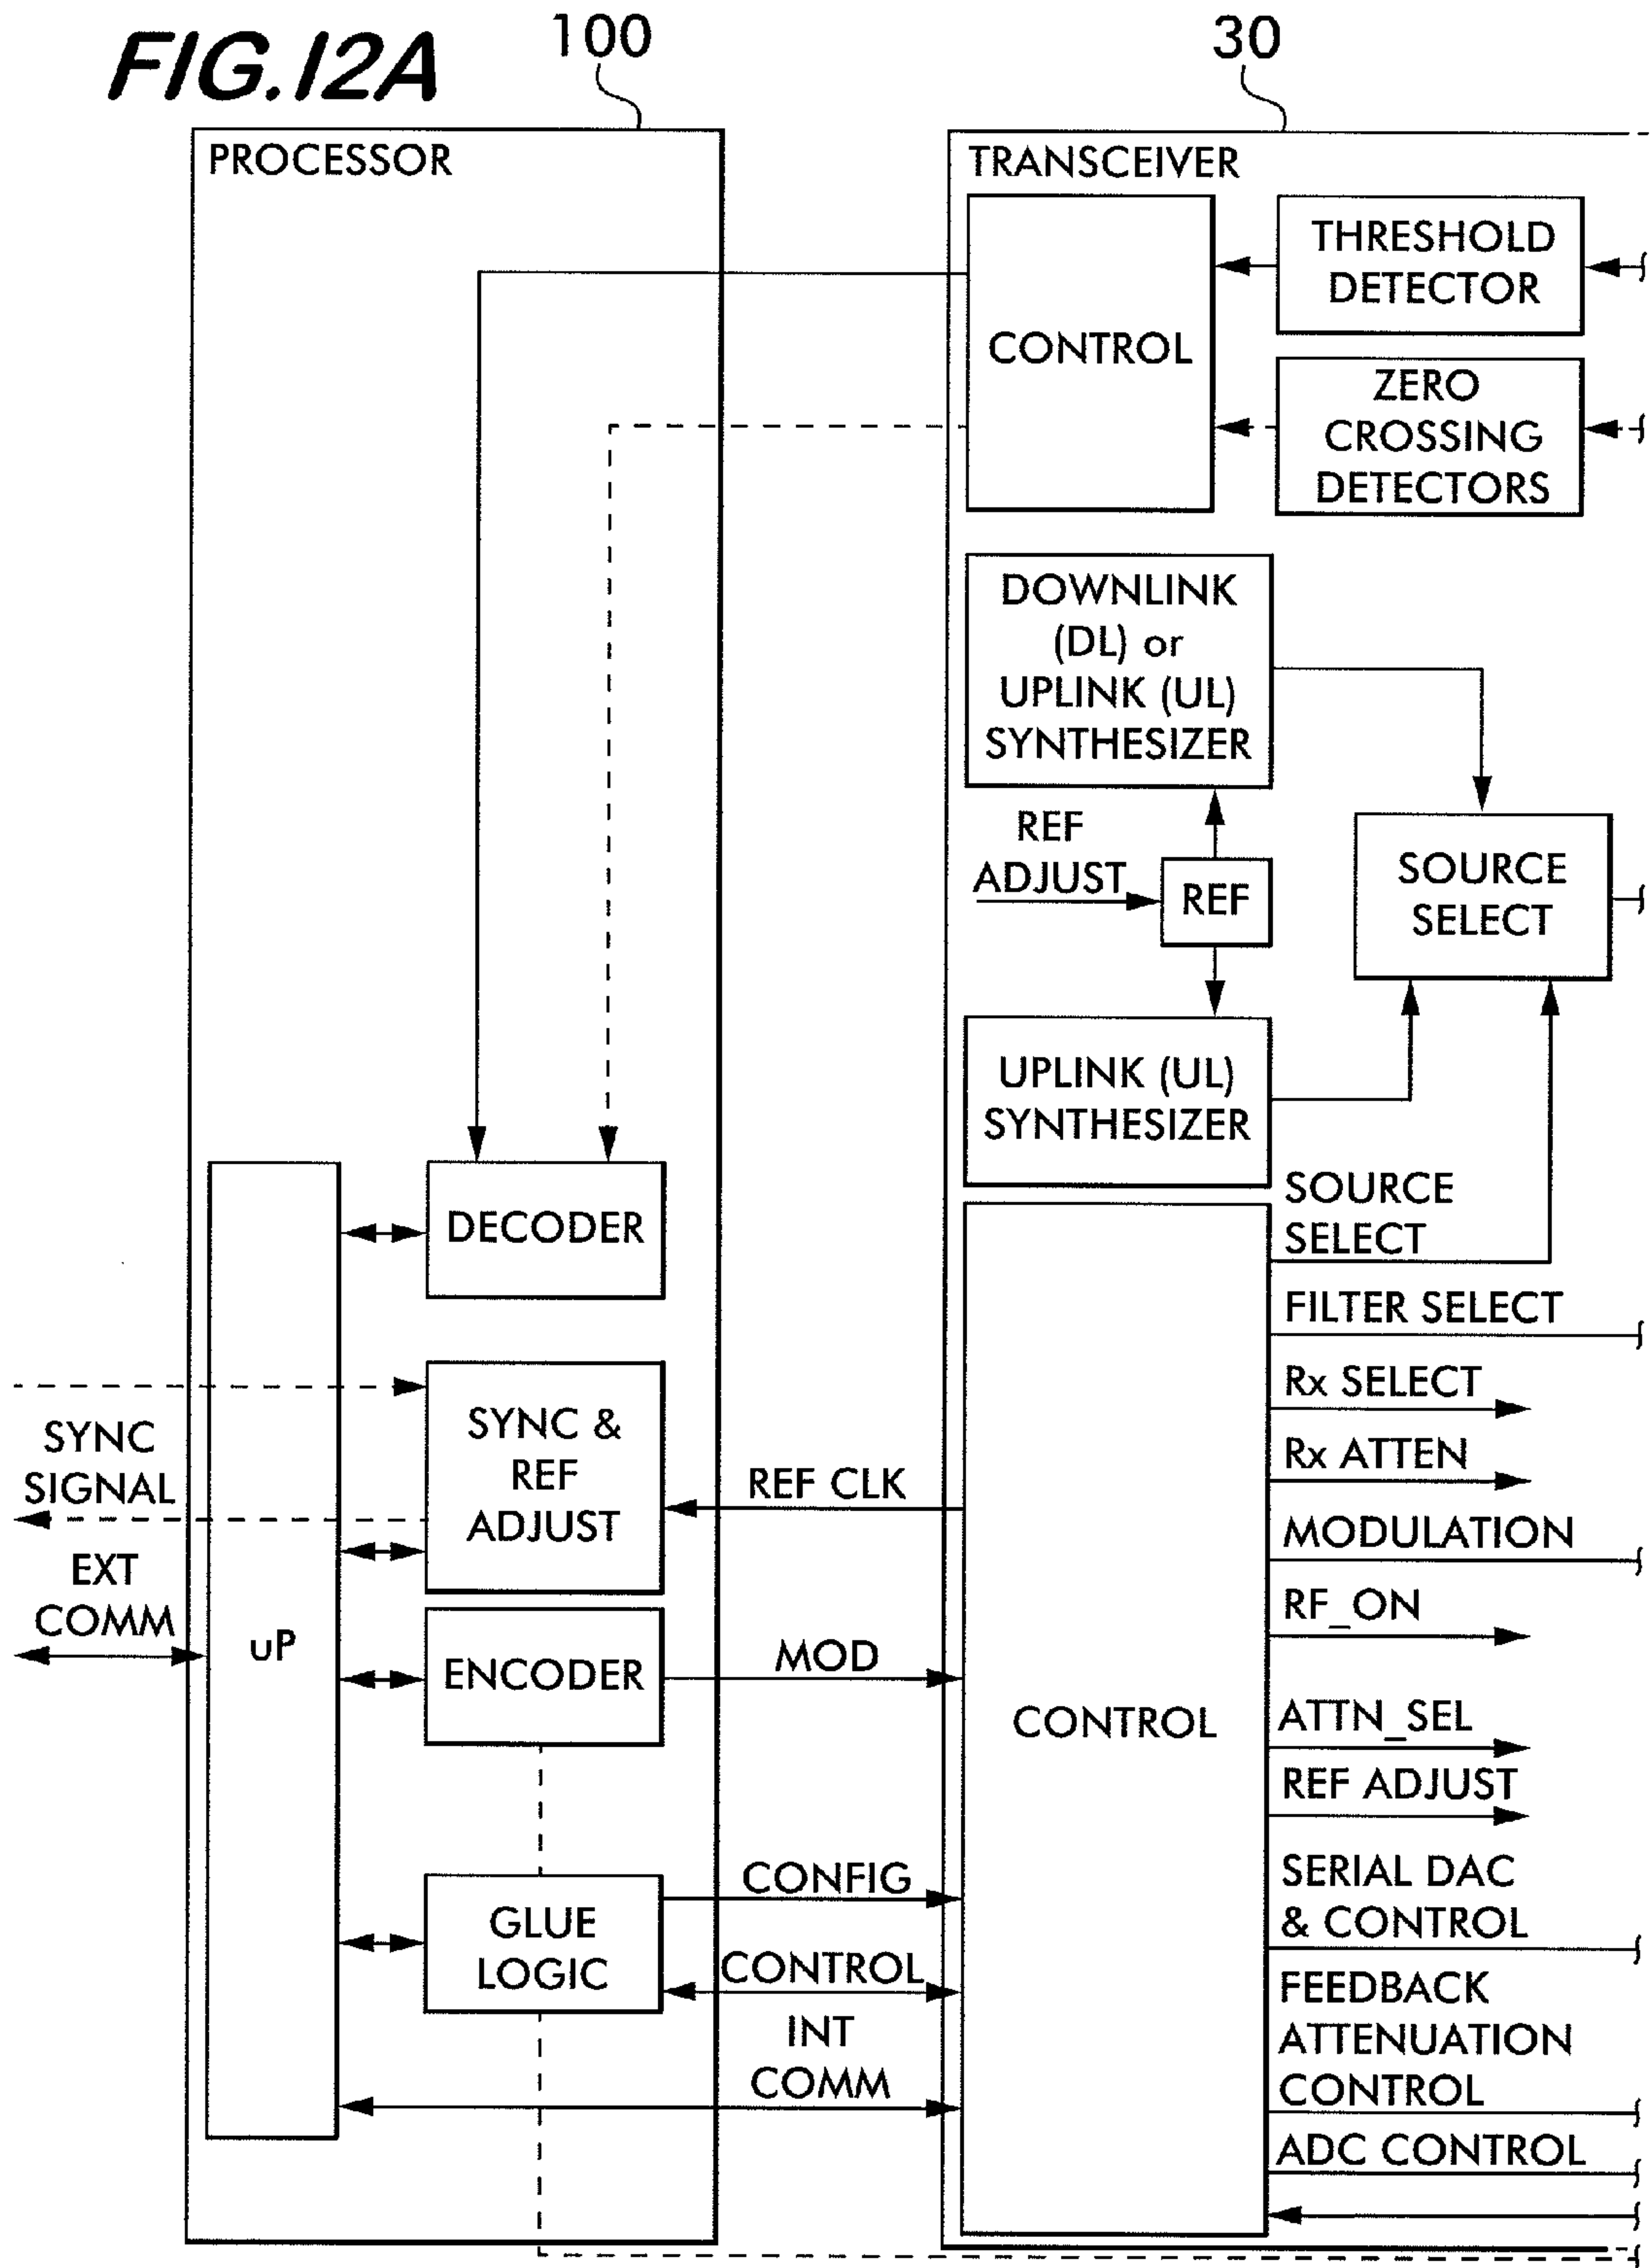 FIG.12A
100
30
PROCESSOR
TRANSCEIVER
CONTROL
THRESHOLD
DETECTOR
ZERO
CROSSING
DETECTORS
DOWNLINK
(DL) or
UPLINK (UL)
SYNTHESIZER
REF
ADJUST
REF
SOURCE
SELECT
UPLINK (UL)
SYNTHESIZER
SOURCE
SELECT
DECODER
FILTER SELECT
Rx SELECT
SYNC
SIGNAL
SYNC &
REF
ADJUST
REF CLK
Rx ATTEN
MODULATION
EXT
COMM
uP
ENCODER
MOD
CONTROL
RF_ON
ATTN_SEL
REF ADJUST
GLUE
LOGIC
CONFIG
CONTROL
INT
COMM
SERIAL DAC
& CONTROL
FEEDBACK
ATTENUATION
CONTROL
ADC CONTROL